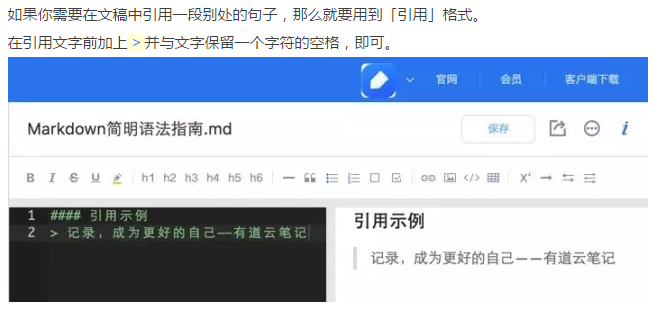 如果你需要在文稿中引用一段别处的句子，那么就要用到「引用」格式。
在引用文字前加上 > 并与文字保留一个字符的空格，即可。
官网 会员 客户端下载
Markdown简明语法指南.md 保存 i
B I S U h1 h2 h3 h4 h5 h6 X²
1 #### 引用示例
2 > 记录，成为更好的自己——有道云笔记
引用示例
记录，成为更好的自己——有道云笔记